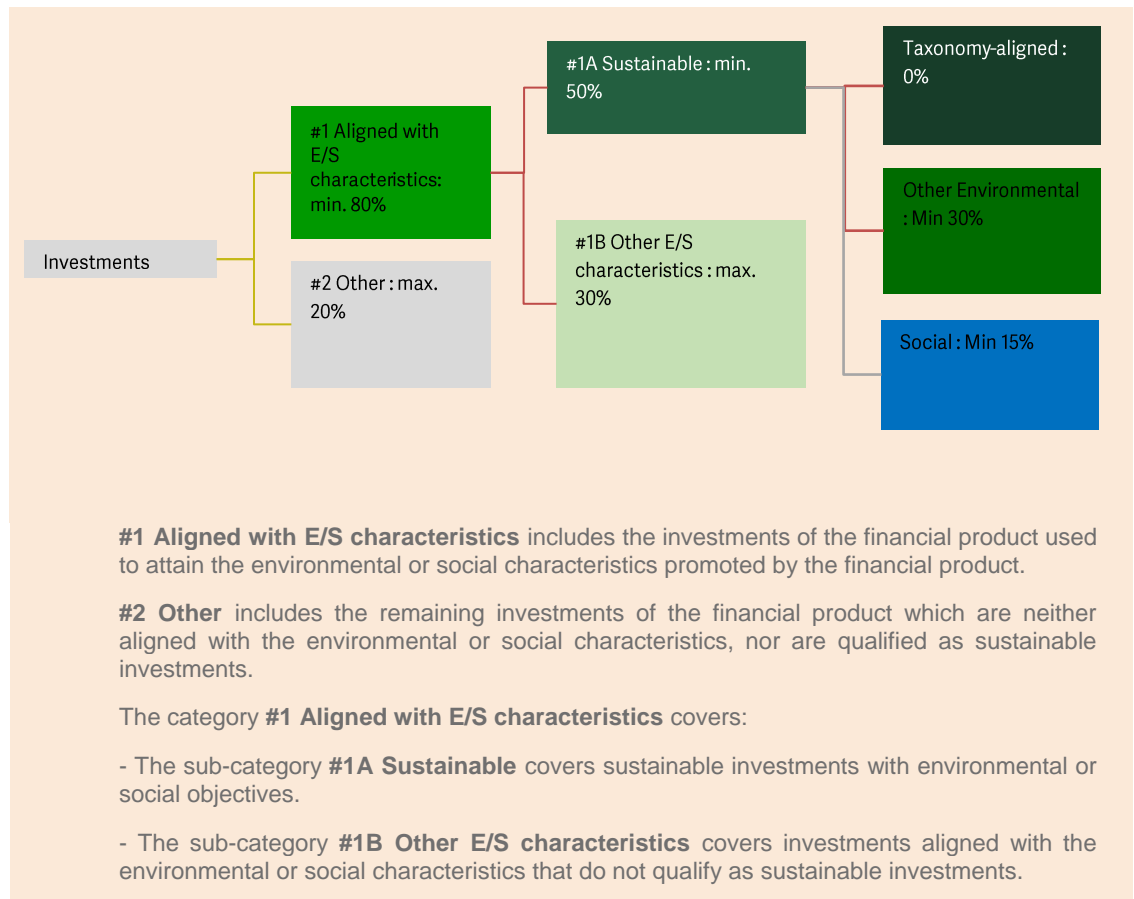 Investments
#1 Aligned with
E/S
characteristics:
min. 80%
#2 Other : max.
20%
#1A Sustainable : min.
50%
#1B Other E/S
characteristics : max.
30%
Taxonomy-aligned :
0%
Other Environmental
: Min 30%
Social : Min 15%
#1 Aligned with E/S characteristics includes the investments of the financial product used
to attain the environmental or social characteristics promoted by the financial product.
#2 Other includes the remaining investments of the financial product which are neither
aligned with the environmental or social characteristics, nor are qualified as sustainable
investments.
The category #1 Aligned with E/S characteristics covers:
- The sub-category #1A Sustainable covers sustainable investments with environmental or
social objectives.
- The sub-category #1B Other E/S characteristics covers investments aligned with the
environmental or social characteristics that do not qualify as sustainable investments.